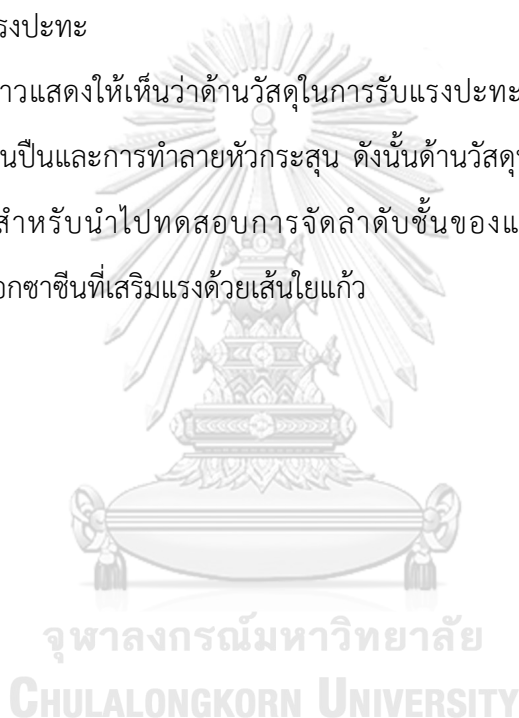 รงปะทะ
าวแสดงให้เห็นว่าด้านวัสดุในการรับแรงปะทะ
นปืนและการทำลายหัวกระสุน ดังนั้นด้านวัสดุ
สำหรับนำไปทดสอบการจัดลำดับชั้นของแ
อกซาซีนที่เสริมแรงด้วยเส้นใยแก้ว
จุฬาลงกรณ์มหาวิทยาลัย
CHULALONGKORN UNIVERSITY